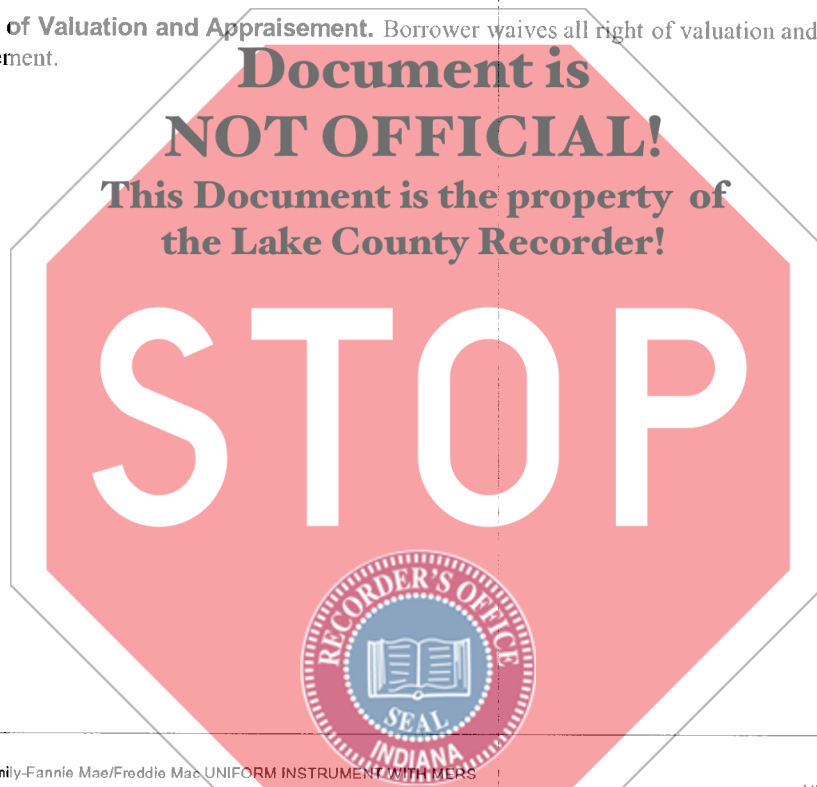 of Valuation and Appraisement. Borrower waives all right of valuation and
ment.
Document is
NOT OFFICIAL!
This Document is the property of
the Lake County Recorder!
STOP
RECORDER'S OFFICE
SEAL
INDIANA
mily-Fannie Mae/Freddie Mac UNIFORM INSTRUMENT WITH MERS